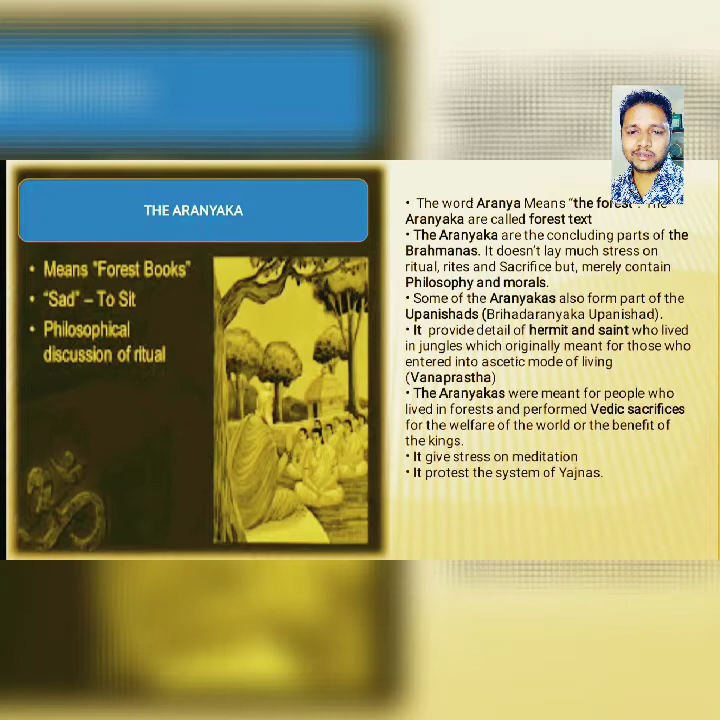 THE ARANYAKA
• Means "Forest Books"
• "Sad" – To Sit
• Philosophical
discussion of ritual
• The word Aranya Means "the forest". The
Aranyaka are called forest text
• The Aranyaka are the concluding parts of the
Brahmanas. It doesn't lay much stress on
ritual, rites and Sacrifice but, merely contain
Philosophy and morals.
• Some of the Aranyakas also form part of the
Upanishads (Brihadaranyaka Upanishad).
• It provide detail of hermit and saint who lived
in jungles which originally meant for those who
entered into ascetic mode of living
(Vanaprastha)
• The Aranyakas were meant for people who
lived in forests and performed Vedic sacrifices
for the welfare of the world or the benefit of
the kings.
• It give stress on meditation
• It protest the system of Yajnas.
ॐ